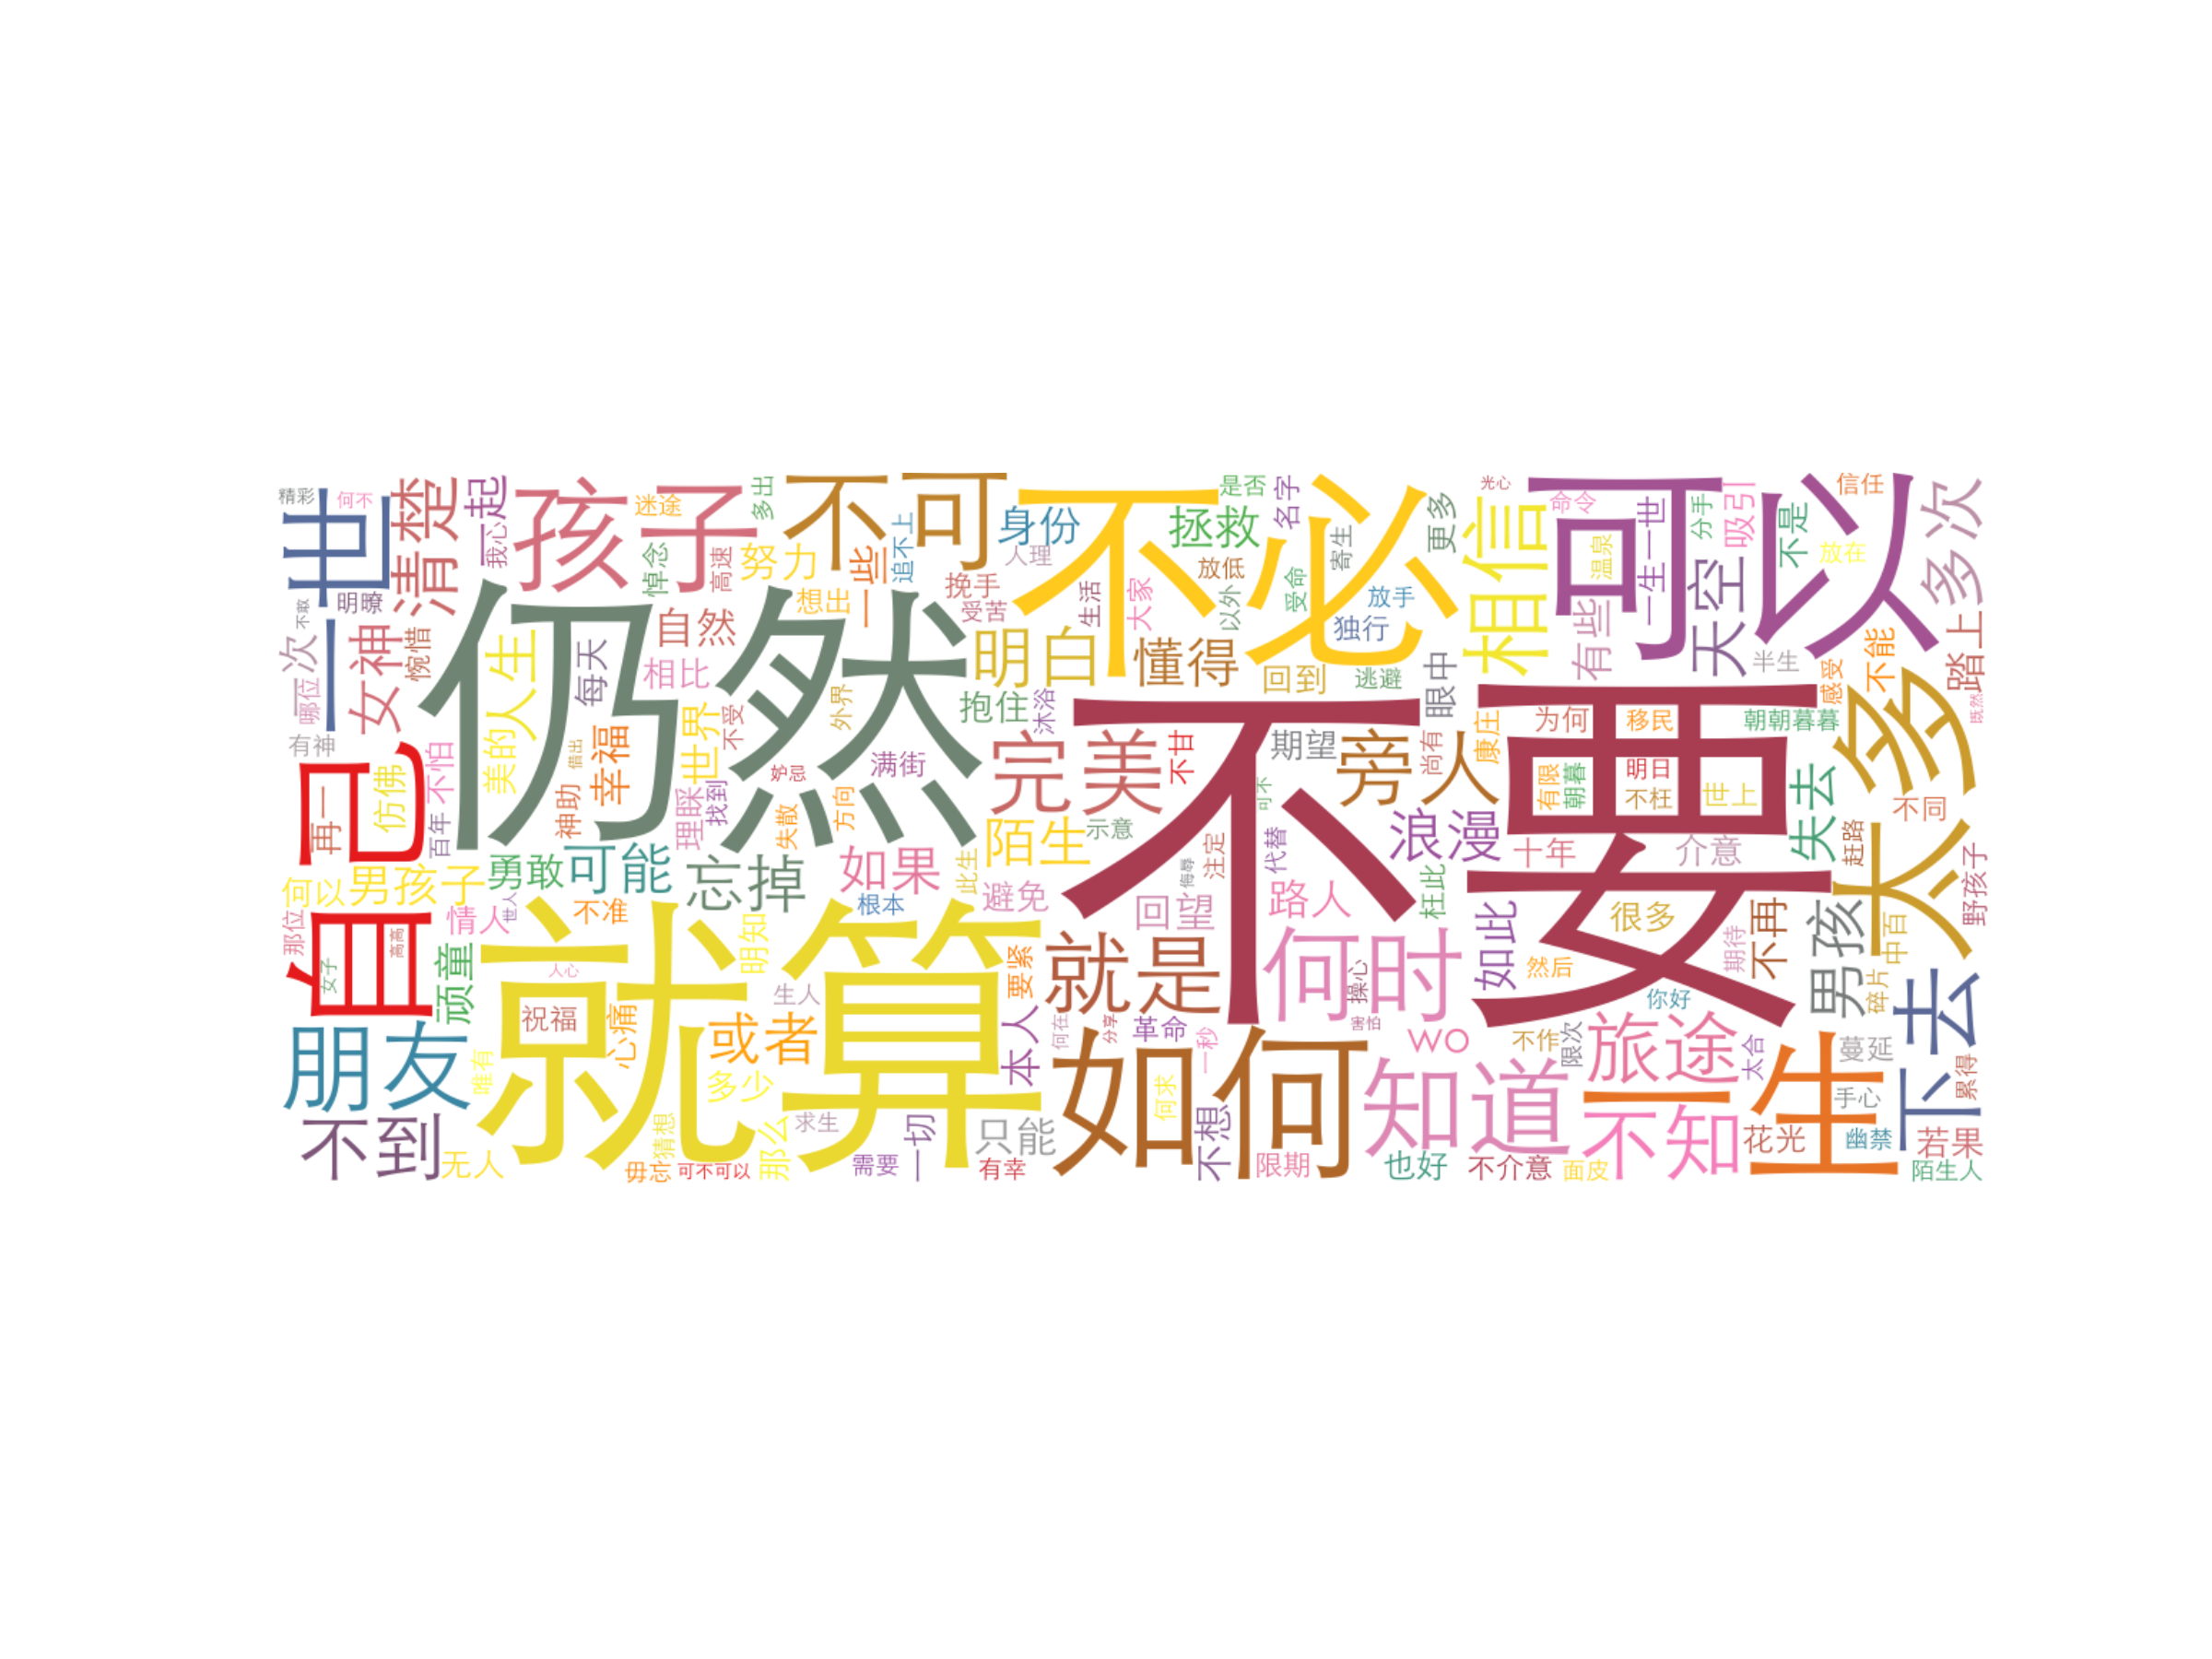 精彩
何不
一世
清楚
一起
我心
孩子
迷途
多出
不可
身份
不必
是否
名字
拯救
更多
光心
相信
可以
命令
一生一世
分手
吸引
不是
信任
放在
多次
温泉
天空
有些
半生
感受
不能
踏上
既然
明暸
不敢
一次
哪位
有神
女神
惋惜
仍然
悼念
高速
努力
一些
追不上
想出
自然
相比
每天
美的
人生
人理
挽手
受苦
生活
大家
放低
以外
受命
寄生
放手
独行
明白
懂得
回到
逃避
眼中
抱住
沐浴
世界
不受
外界
幸福
借出
神助
理睬
找到
妒忌
失散
方向
满街
完美
不甘
期望
旁人
尚有
康庄
不要
为何
移民
朝朝暮暮
有限
朝暮
明日
不枉
世上
太多
失去
不同
赶路
野孩子
自己
再一
仿佛
百年
不怕
何以
男孩子
勇敢
可能
忘掉
如果
此生
陌生
示意
可不
浪漫
十年
介意
注定
代替
侮辱
避免
回望
路人
枉此
如此
很多
期待
不再
男孩
中百
碎片
下去
那位
高高
女子
情人
世人
不准
明知
根本
顽童
就算
人心
祝福
心痛
生人
要紧
就是
何时
操心
然后
你好
朋友
唯有
或者
多少
本人
何在
分享
革命
一秒
害怕
如何
何求
WO
不作
限次
旅途
太合
一生
蔓延
手心
累得
不到
无人
毋忘
猜想
可不可以
那么
求生
需要
一切
有幸
只能
不想
限期
知道
也好
不介意
面皮
不知
花光
幽禁
若果
陌生人